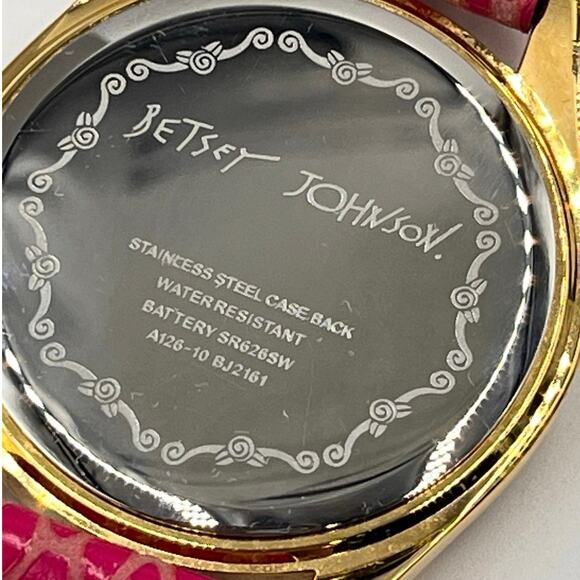 BETSEY JOHNSON.
STAINLESS STEEL CASE BACK
WATER RESISTANT
BATTERY SR626SW
A126-10 BJ2161